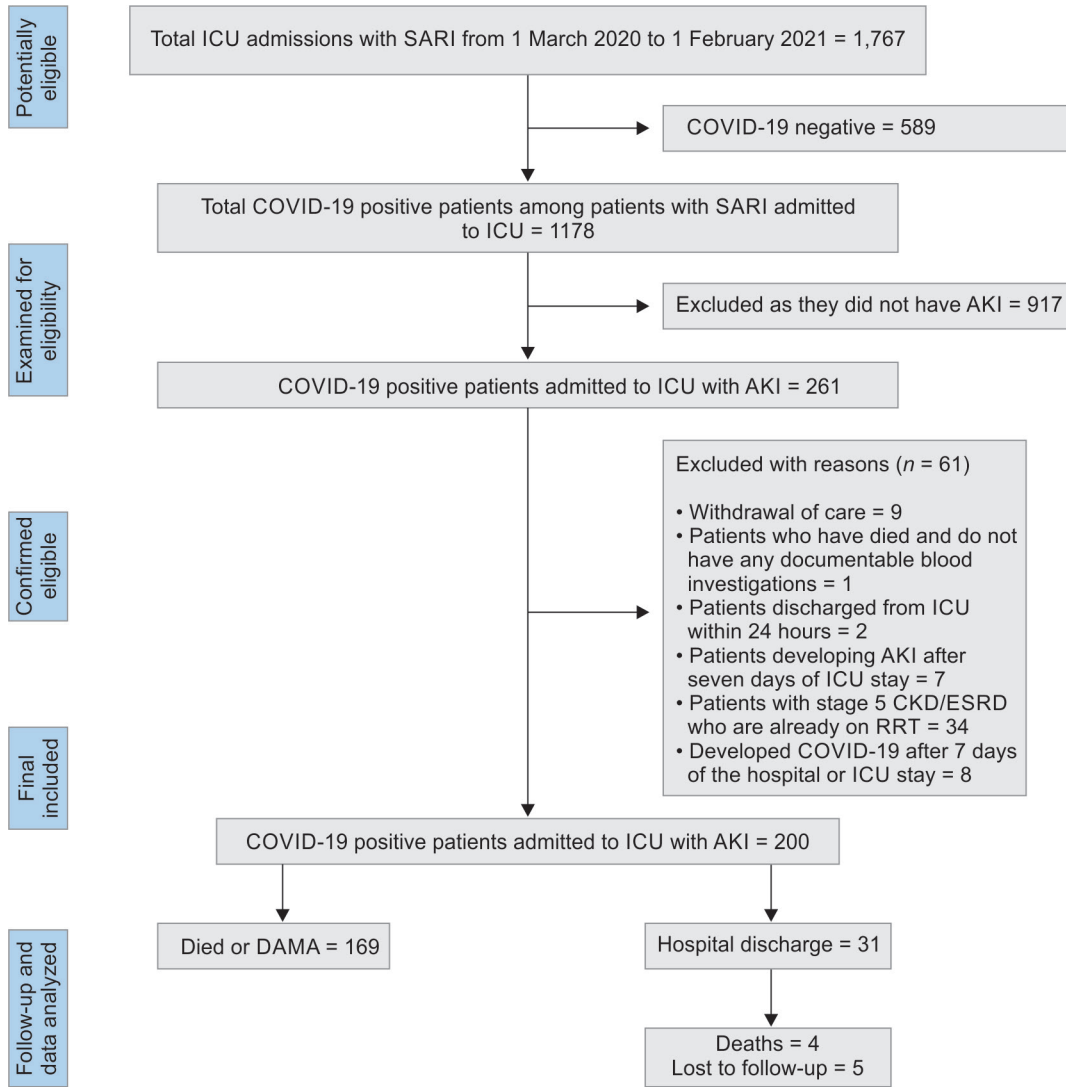 Potentially
eligible
Total ICU admissions with SARI from 1 March 2020 to 1 February 2021 = 1,767
COVID-19 negative = 589
Total COVID-19 positive patients among patients with SARI admitted
to ICU = 1178
Examined for
eligibility
Excluded as they did not have AKI = 917
COVID-19 positive patients admitted to ICU with AKI = 261
Confirmed
eligible
Excluded with reasons (n = 61)
• Withdrawal of care = 9
• Patients who have died and do not
have any documentable blood
investigations = 1
• Patients discharged from ICU
within 24 hours = 2
• Patients developing AKI after
seven days of ICU stay = 7
• Patients with stage 5 CKD/ESRD
who are already on RRT = 34
• Developed COVID-19 after 7 days
of the hospital or ICU stay = 8
Final
included
COVID-19 positive patients admitted to ICU with AKI = 200
Follow-up and
data analyzed
Died or DAMA = 169
Hospital discharge = 31
Deaths = 4
Lost to follow-up = 5